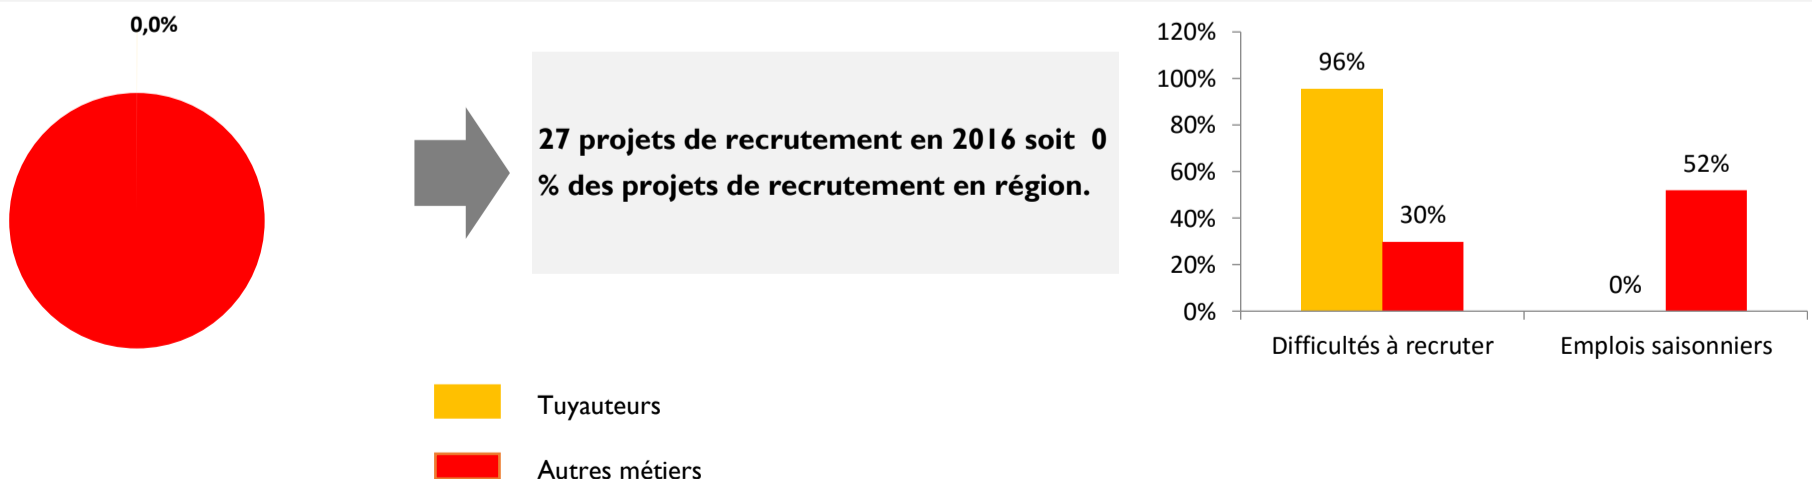 0,0%
27 projets de recrutement en 2016 soit  0
% des projets de recrutement en région.
120%
100%
80%
60%
40%
20%
0%
96%
30%
0%
52%
Difficultés à recruter
Emplois saisonniers
Tuyauteurs
Autres métiers